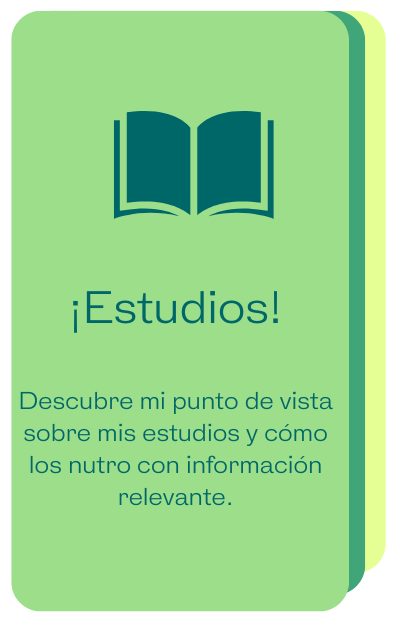 ¡Estudios!
Descubre mi punto de vista
sobre mis estudios y cómo
los nutro con información
relevante.